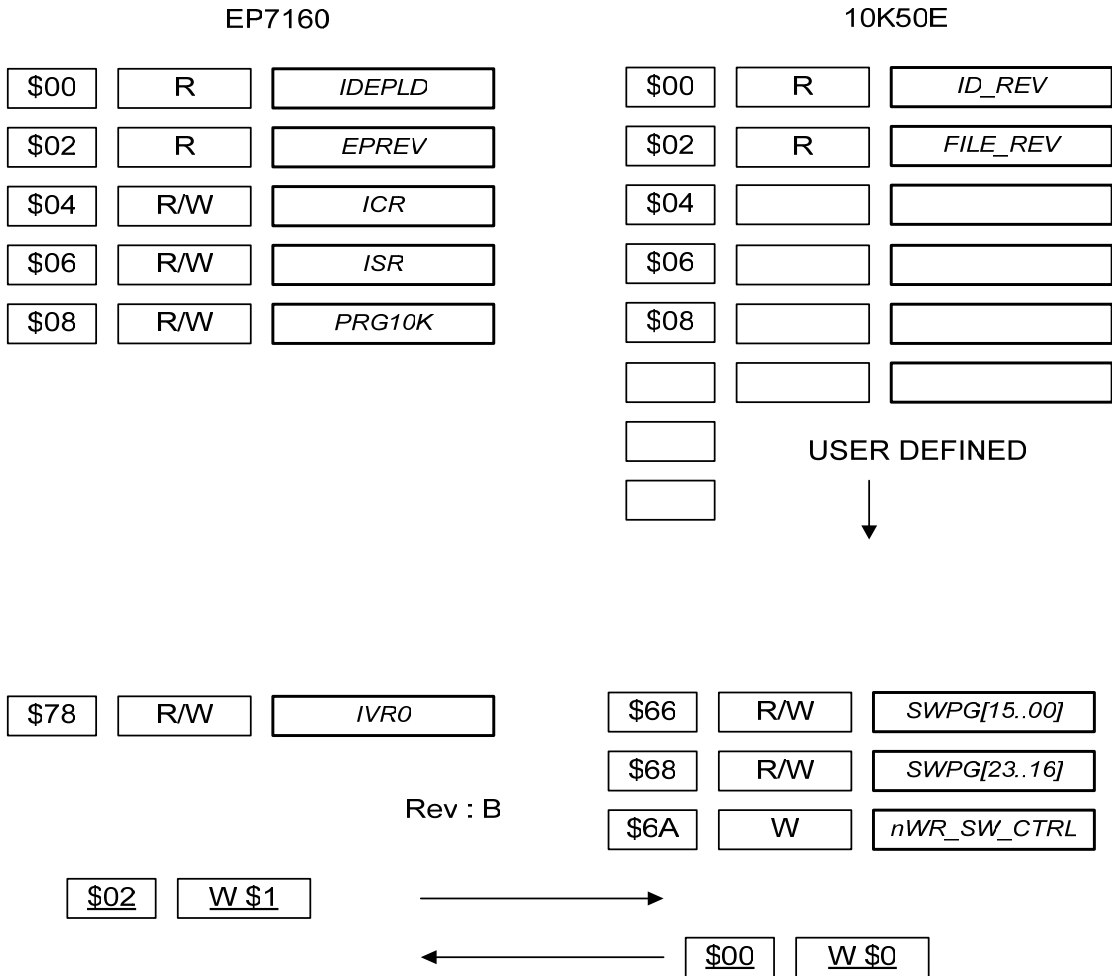 EP7160
10K50E
$00 R IDEPLD
$00 R ID_REV
$02 R EPREV
$02 R FILE_REV
$04 R/W ICR
$04
$06 R/W ISR
$06
$08 R/W PRG10K
$08
USER DEFINED
$78 R/W IVR0
$66 R/W SWPG[15..00]
$68 R/W SWPG[23..16]
Rev : B
$6A W nWR_SW_CTRL
$02 W $1
$00 W $0